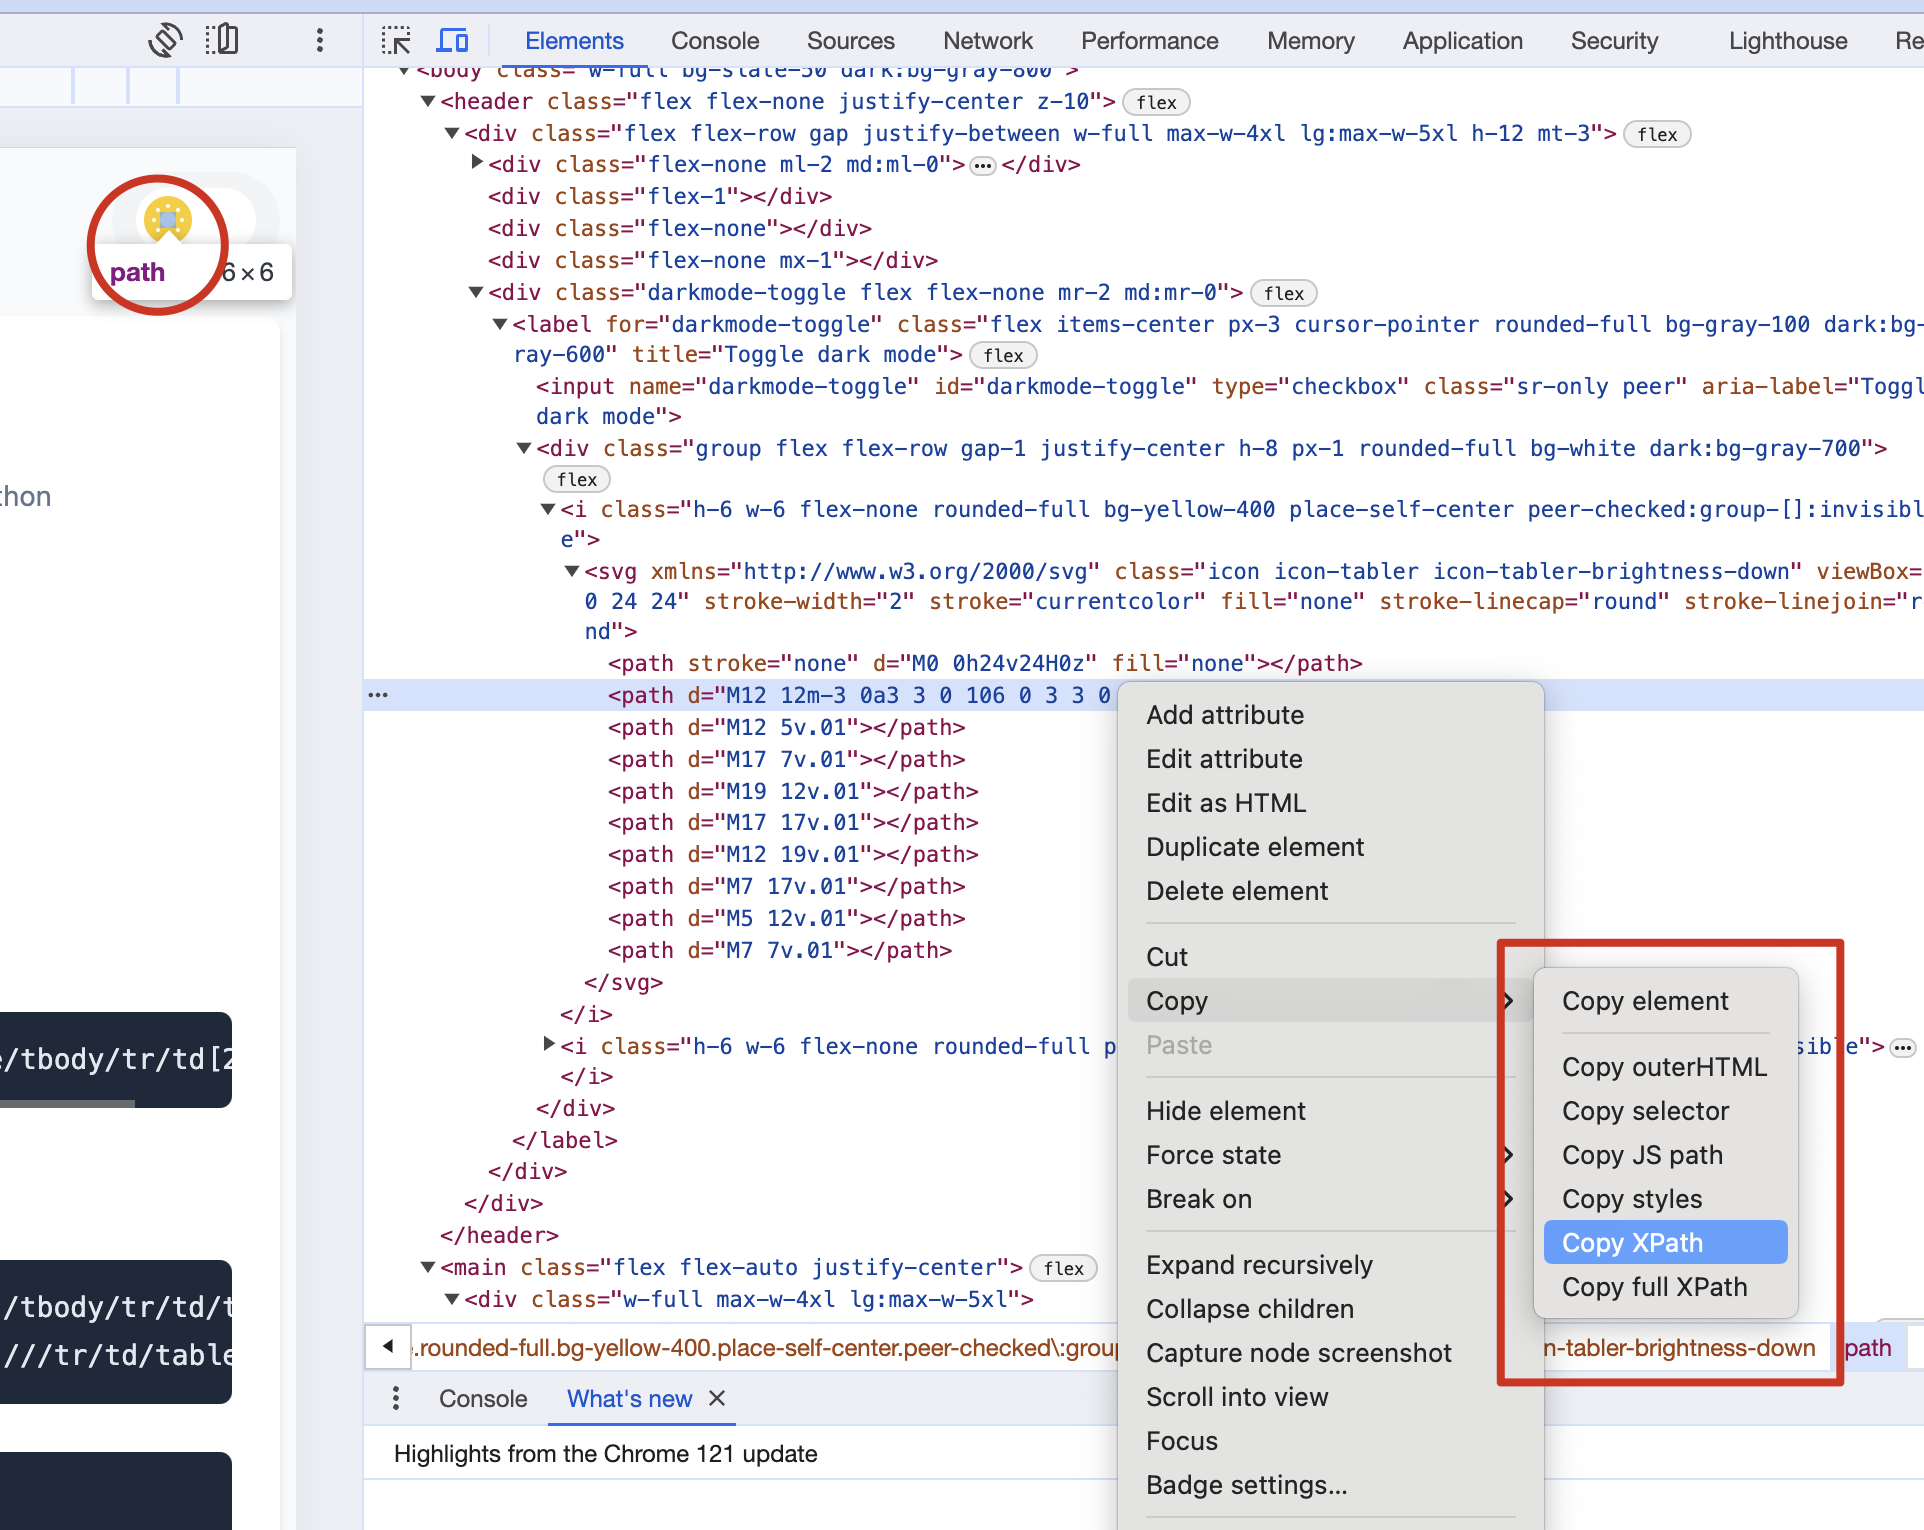 Elements Console Sources Network Performance Memory Application Security Lighthouse Re
<body class="w-full bg-slate-50 dark:bg-gray-800">
<header class="flex flex-none justify-center z-10"> flex
<div class="flex flex-row gap justify-between w-full max-w-4xl lg:max-w-5xl h-12 mt-3"> flex
<div class="flex-none ml-2 md:ml-0"> ••• </div>
<div class="flex-1"></div>
<div class="flex-none"></div>
<div class="flex-none mx-1"></div>
<div class="darkmode-toggle flex flex-none mr-2 md:mr-0"> flex
<label for="darkmode-toggle" class="flex items-center px-3 cursor-pointer rounded-full bg-gray-100 dark:bg-
ray-600" title="Toggle dark mode"> flex
<input name="darkmode-toggle" id="darkmode-toggle" type="checkbox" class="sr-only peer" aria-label="Toggl
dark mode">
<div class="group flex flex-row gap-1 justify-center h-8 px-1 rounded-full bg-white dark:bg-gray-700">
flex
<i class="h-6 w-6 flex-none rounded-full bg-yellow-400 place-self-center peer-checked:group-[]:invisibl
e">
<svg xmlns="http://www.w3.org/2000/svg" class="icon icon-tabler icon-tabler-brightness-down" viewBox=
0 24 24" stroke-width="2" stroke="currentcolor" fill="none" stroke-linecap="round" stroke-linejoin="r
nd">
<path stroke="none" d="M0 0h24v24H0z" fill="none"></path>
••• <path d="M12 12m-3 0a3 3 0 106 0 3 3 0
<path d="M12 5v.01"></path>
<path d="M17 7v.01"></path>
<path d="M19 12v.01"></path>
<path d="M17 17v.01"></path>
<path d="M12 19v.01"></path>
<path d="M7 17v.01"></path>
<path d="M5 12v.01"></path>
<path d="M7 7v.01"></path>
</svg>
</i>
<i class="h-6 w-6 flex-none rounded-full p sible"> •••
</i>
</div>
</label>
</div>
</div>
</header>
<main class="flex flex-auto justify-center"> flex
<div class="w-full max-w-4xl lg:max-w-5xl">
.rounded-full.bg-yellow-400.place-self-center.peer-checked\:group n-tabler-brightness-down path
Console What's new
Highlights from the Chrome 121 update
path 6×6
thon
e/tbody/tr/td[2
/tbody/tr/td/t
///tr/td/table
Add attribute
Edit attribute
Edit as HTML
Duplicate element
Delete element
Cut
Copy
Paste
Hide element
Force state
Break on
Expand recursively
Collapse children
Capture node screenshot
Scroll into view
Focus
Badge settings...
Copy element
Copy outerHTML
Copy selector
Copy JS path
Copy styles
Copy XPath
Copy full XPath